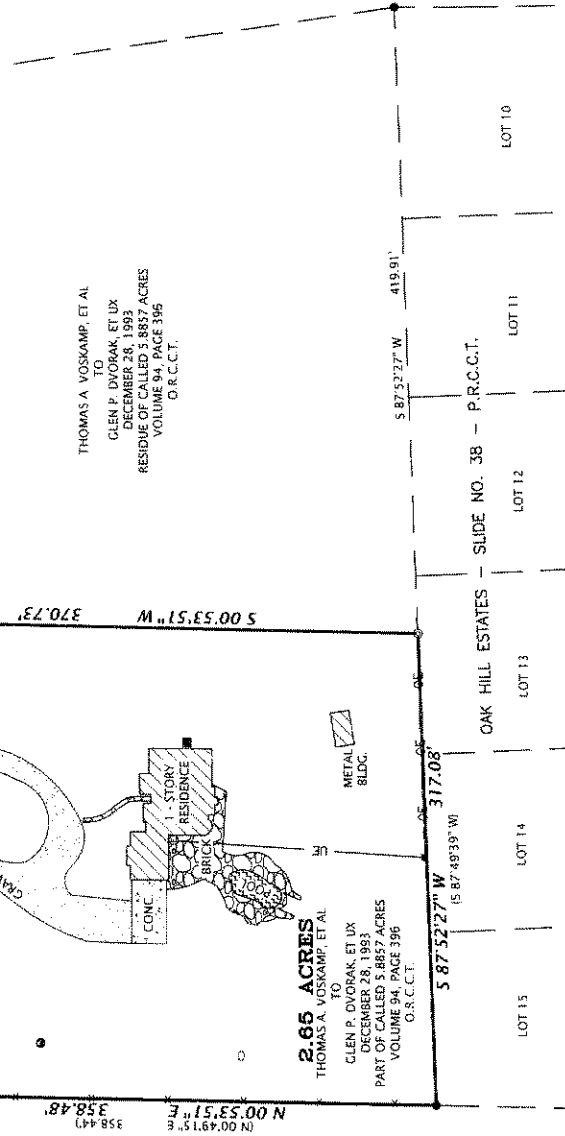 THOMAS A. VOSKAMP, ET AL
TO
GLEN P. DVORAK, ET UX
DECEMBER 28, 1993
RESIDUE OF CALLED 5.8857 ACRES
VOLUME 94, PAGE 396
O.R.C.C.T.
S 00°53'51" W 370.73'
N 00°53'51" E 358.48'
(N 00°49'15" E 358.44')
CONC.
1 - STORY
RESIDENCE
BRICK
POOL
METAL
BLDG.
UE
2.65 ACRES
THOMAS A. VOSKAMP, ET AL
TO
GLEN P. DVORAK, ET UX
DECEMBER 28, 1993
PART OF CALLED 5.8857 ACRES
VOLUME 94, PAGE 396
O.R.C.C.T.
S 87°52'27" W 317.08'
(S 87°49'39" W)
OE
OE
OE
S 87°52'27" W 419.91'
OAK HILL ESTATES - SLIDE NO. 38 - P.R.C.C.T.
LOT 15
LOT 14
LOT 13
LOT 12
LOT 11
LOT 10